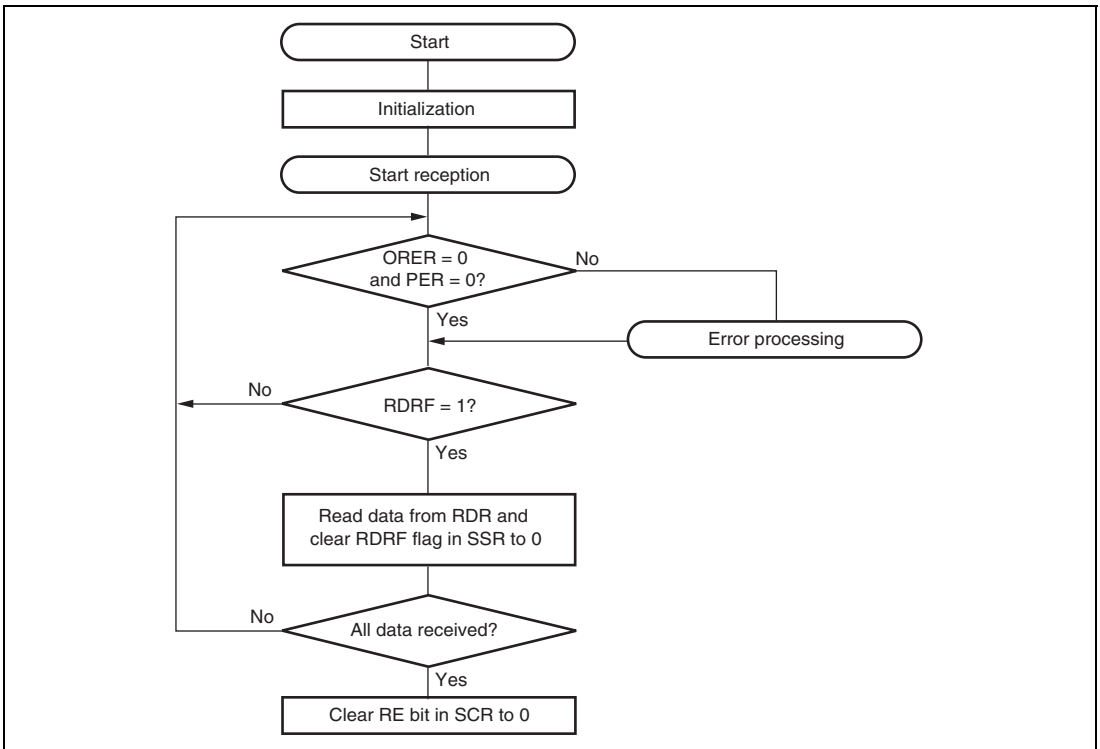 Start
Initialization
Start reception
ORER = 0
and PER = 0?
No
Yes
Error processing
No
RDRF = 1?
Yes
Read data from RDR and
clear RDRF flag in SSR to 0
No
All data received?
Yes
Clear RE bit in SCR to 0